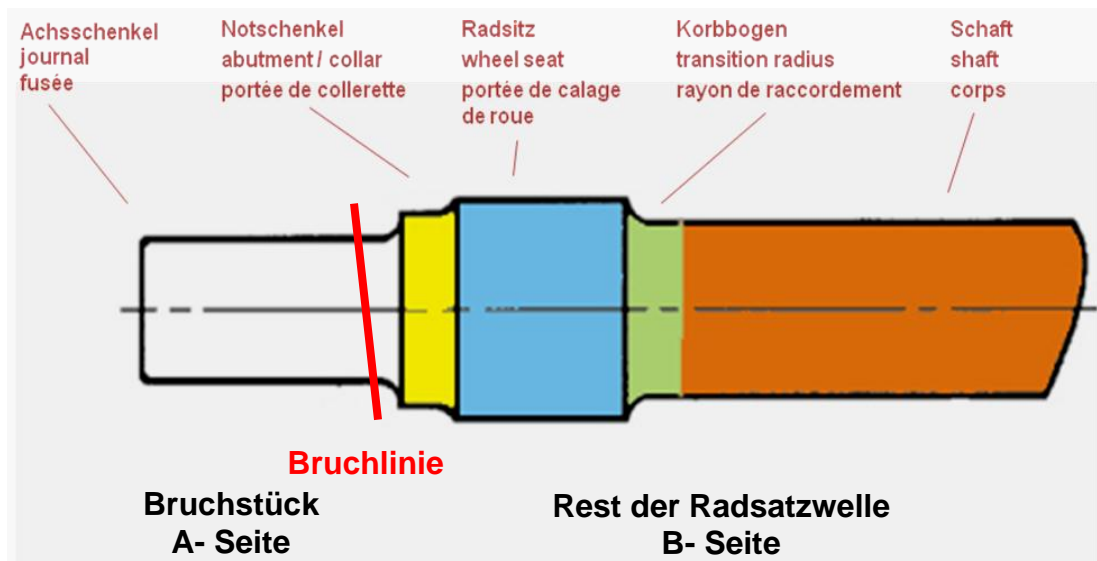 Achsschenkel
journal
fusée
Notschenkel
abutment / collar
portée de collerette
Radsitz
wheel seat
portée de calage
de roue
Korbbogen
transition radius
rayon de raccordement
Schaft
shaft
corps
Bruchlinie
Bruchstück
A- Seite
Rest der Radsatzwelle
B- Seite